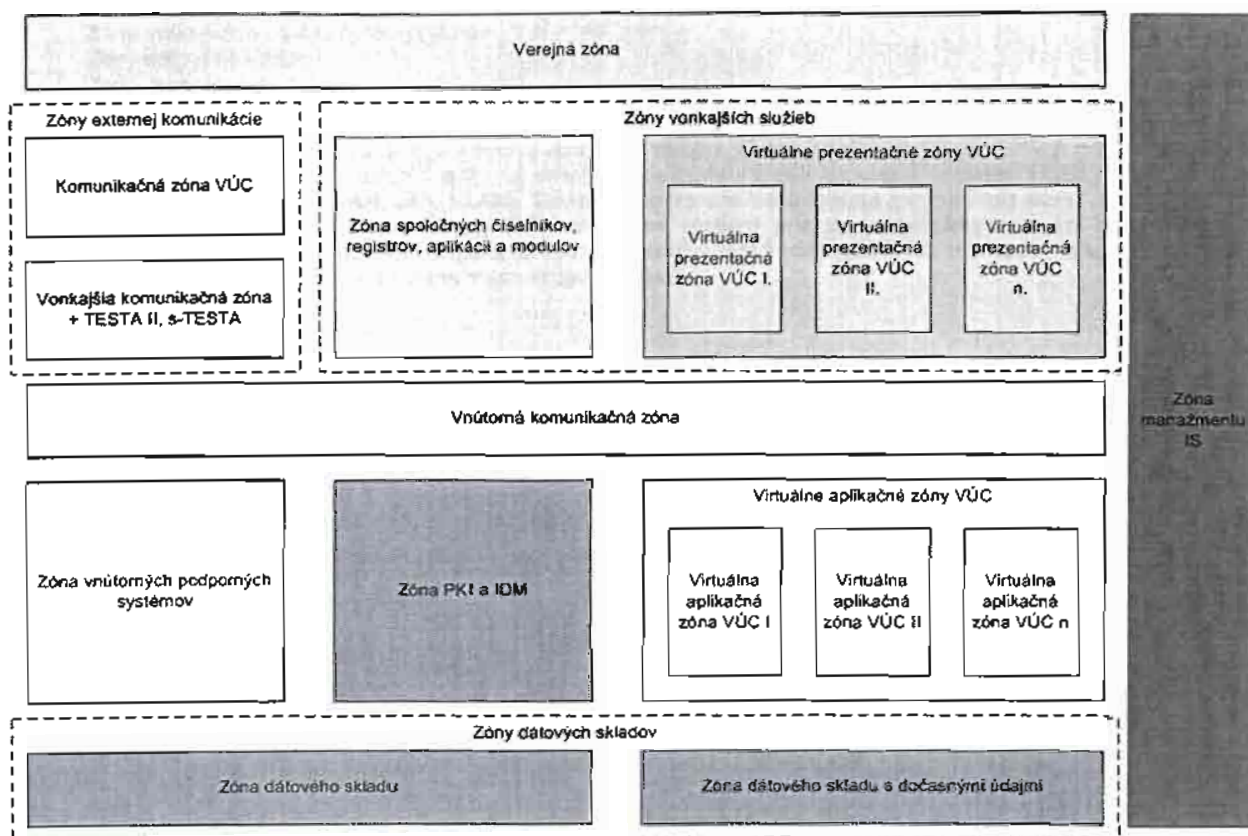 Verejná zóna
Zóny externej komunikácie
Komunikačná zóna VÚC
Vonkajšia komunikačná zóna
+ TESTA II, s-TESTA
Zóny vonkajších služieb
Zóna spoločných číselníkov,
registrov, aplikácií a modulov
Virtuálne prezentačné zóny VÚC
Virtuálna
prezentačná
zóna VÚC I.
Virtuálna
prezentačná
zóna VÚC
II.
Virtuálna
prezentačná
zóna VÚC
n.
Vnútorná komunikačná zóna
Zóna
manažmentu
IS
Zóna vnútorných podporných
systémov
Zóna PKI a IDM
Virtuálne aplikačné zóny VÚC
Virtuálna
aplikačná
zóna VÚC I
Virtuálna
aplikačná
zóna VÚC II
Virtuálna
aplikačná
zóna VÚC n
Zóny dátových skladov
Zóna dátového skladu
Zóna dátového skladu s dočasnými údajmi